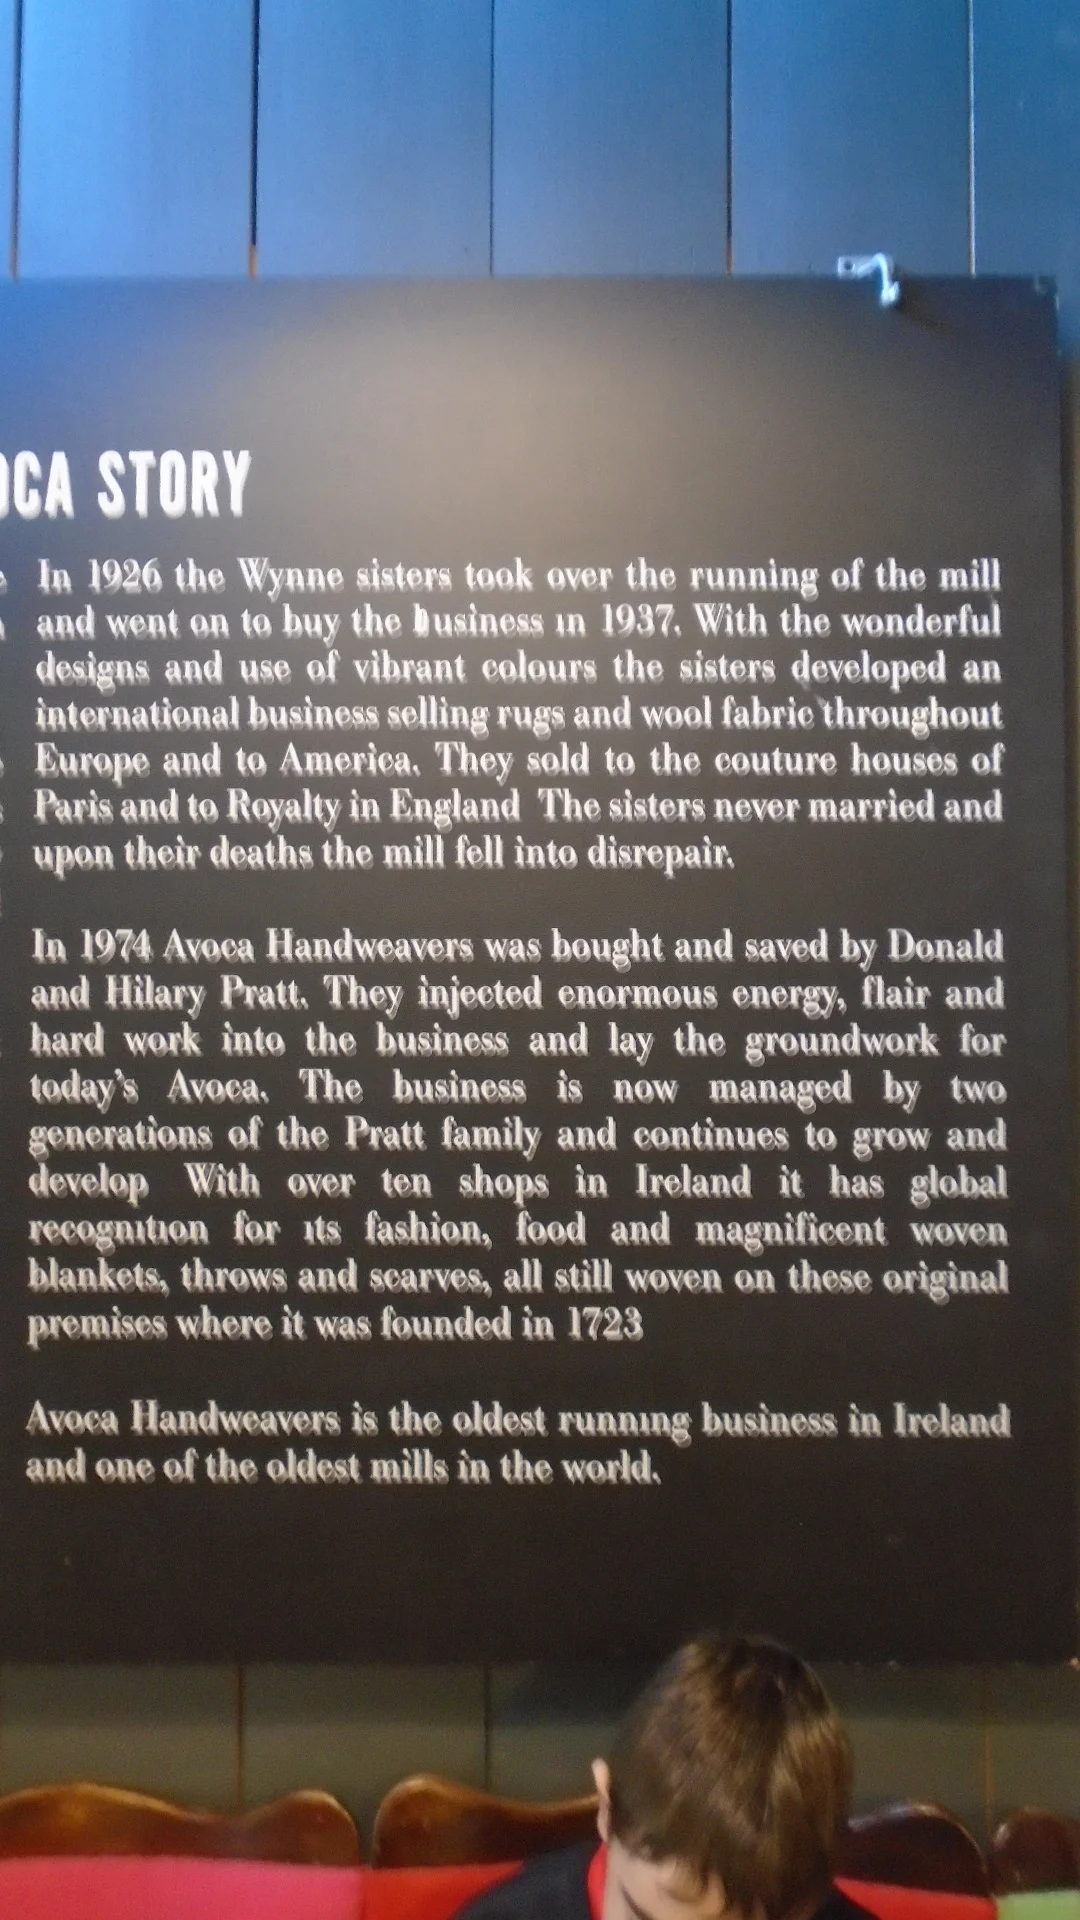 OCA STORY
In 1926 the Wynne sisters took over the running of the mill
and went on to buy the business in 1937. With the wonderful
designs and use of vibrant colours the sisters developed an
international business selling rugs and wool fabric throughout
Europe and to America. They sold to the couture houses of
Paris and to Royalty in England The sisters never married and
upon their deaths the mill fell into disrepair.
In 1974 Avoca Handweavers was bought and saved by Donald
and Hilary Pratt. They injected enormous energy, flair and
hard work into the business and lay the groundwork for
today's Avoca. The business is now managed by two
generations of the Pratt family and continues to grow and
develop With over ten shops in Ireland it has global
recognition for its fashion, food and magnificent woven
blankets, throws and scarves, all still woven on these original
premises where it was founded in 1723
Avoca Handweavers is the oldest running business in Ireland
and one of the oldest mills in the world.